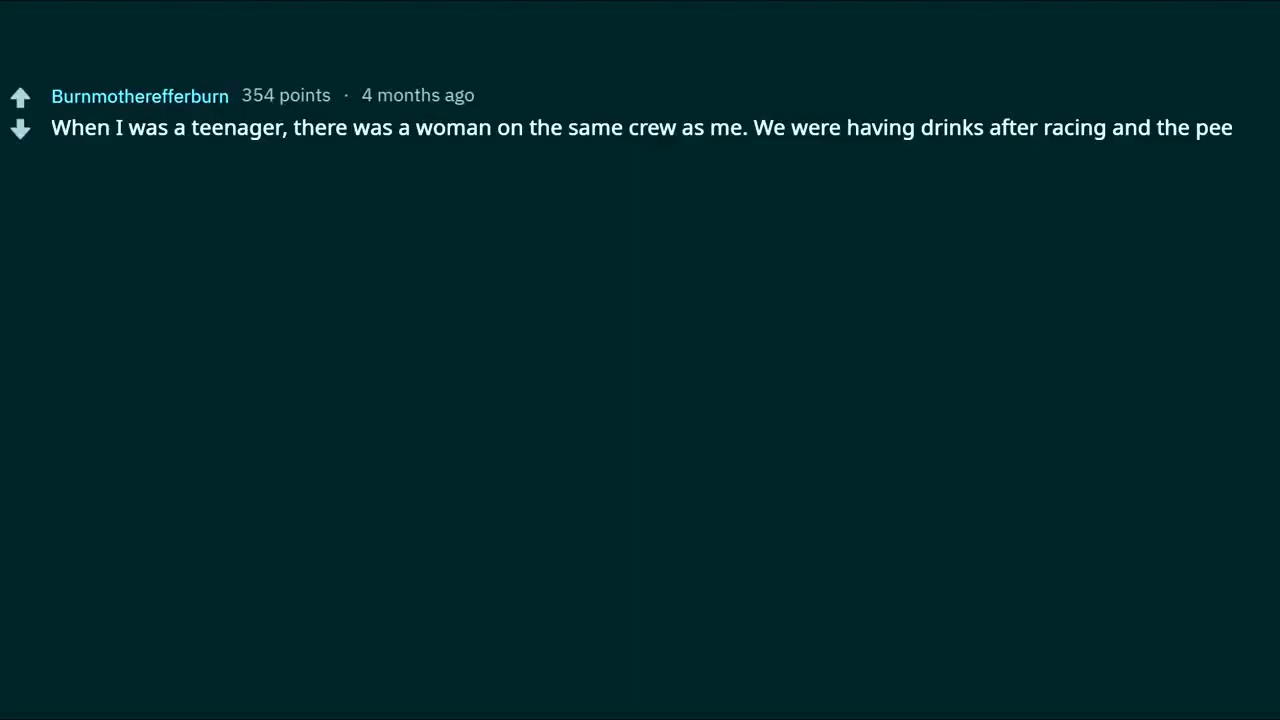 Burnmotherefferburn 354 points · 4 months ago
When I was a teenager, there was a woman on the same crew as me. We were having drinks after racing and the pee